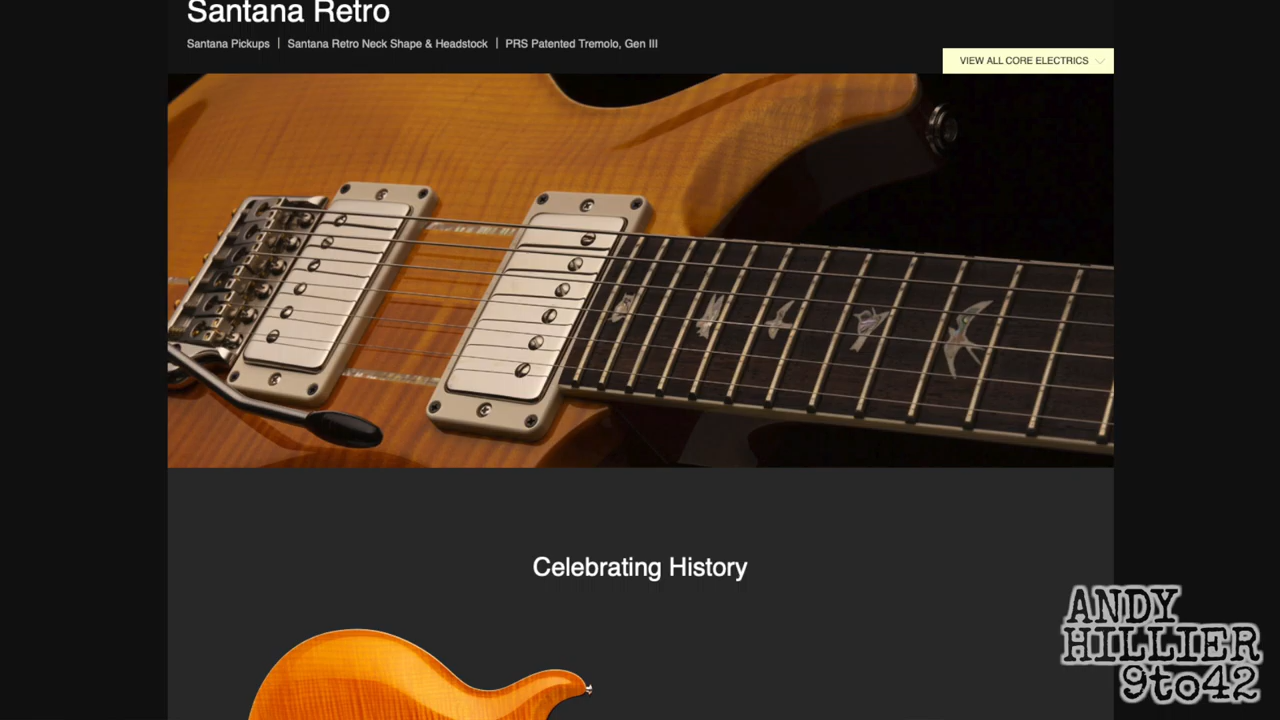 Santana Retro
Santana Pickups | Santana Retro Neck Shape & Headstock | PRS Patented Tremolo, Gen III
VIEW ALL CORE ELECTRICS
Celebrating History
ANDY
HILLIER
9to42